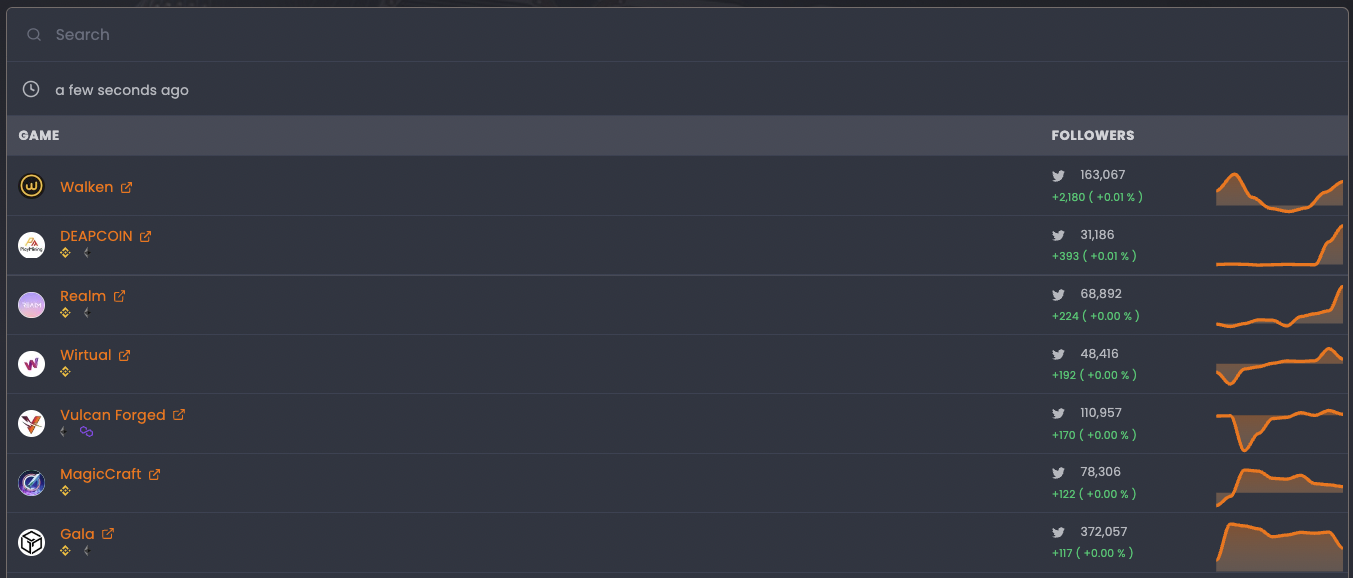 Search
a few seconds ago
GAME FOLLOWERS
Walken 163,067
+2,180 ( +0.01 % )
DEAPCOIN 31,186
+393 ( +0.01 % )
Realm 68,892
+224 ( +0.00 % )
Wirtual 48,416
+192 ( +0.00 % )
Vulcan Forged 110,957
+170 ( +0.00 % )
MagicCraft 78,306
+122 ( +0.00 % )
Gala 372,057
+117 ( +0.00 % )